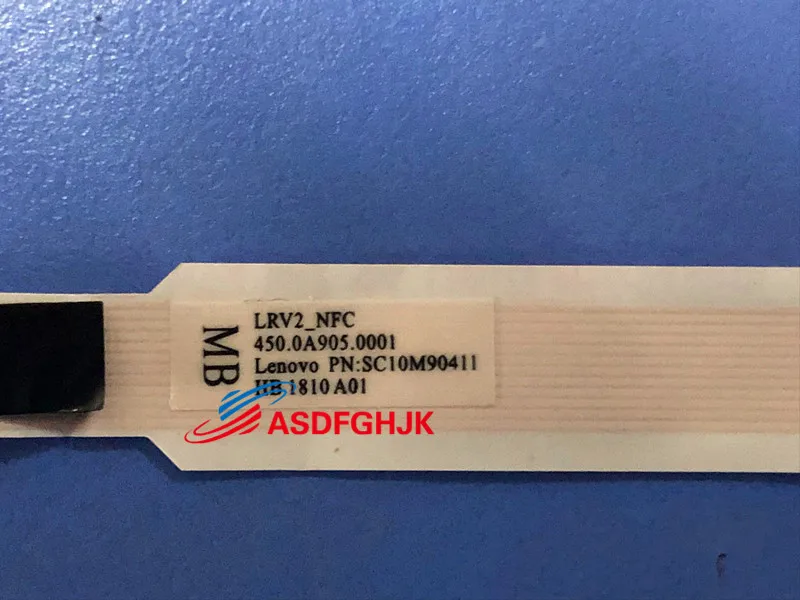 MB
LRV2_NFC
450.0A905.0001
Lenovo PN:SC10M90411
HB 1810 A01
ASDFGHJK